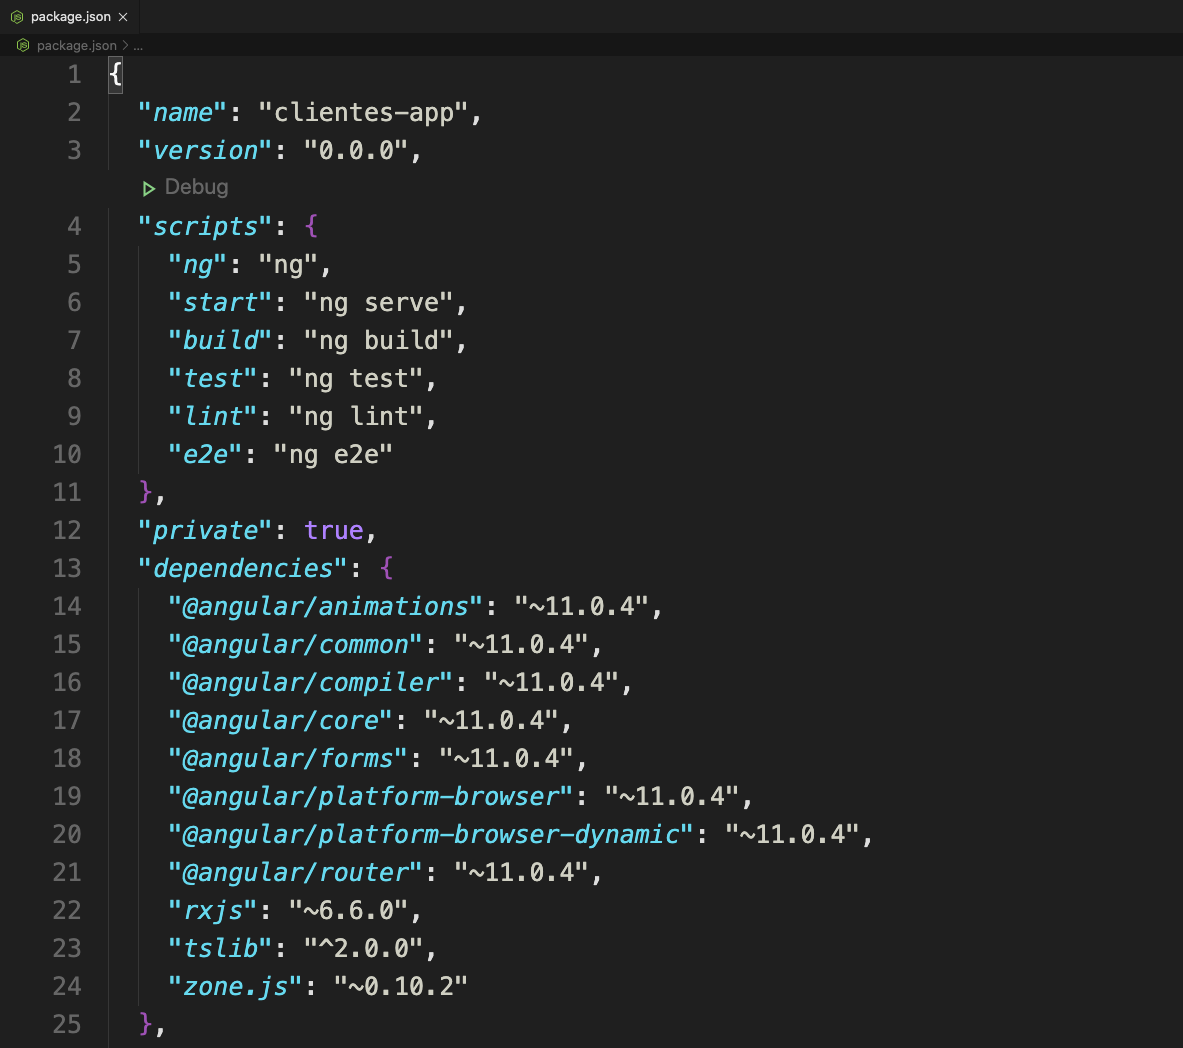 package.json ×
package.json > ...
1 {
2 "name": "clientes-app",
3 "version": "0.0.0",
Debug
4 "scripts": {
5 "ng": "ng",
6 "start": "ng serve",
7 "build": "ng build",
8 "test": "ng test",
9 "lint": "ng lint",
10 "e2e": "ng e2e"
11 },
12 "private": true,
13 "dependencies": {
14 "@angular/animations": "~11.0.4",
15 "@angular/common": "~11.0.4",
16 "@angular/compiler": "~11.0.4",
17 "@angular/core": "~11.0.4",
18 "@angular/forms": "~11.0.4",
19 "@angular/platform-browser": "~11.0.4",
20 "@angular/platform-browser-dynamic": "~11.0.4",
21 "@angular/router": "~11.0.4",
22 "rxjs": "~6.6.0",
23 "tslib": "^2.0.0",
24 "zone.js": "~0.10.2"
25 },